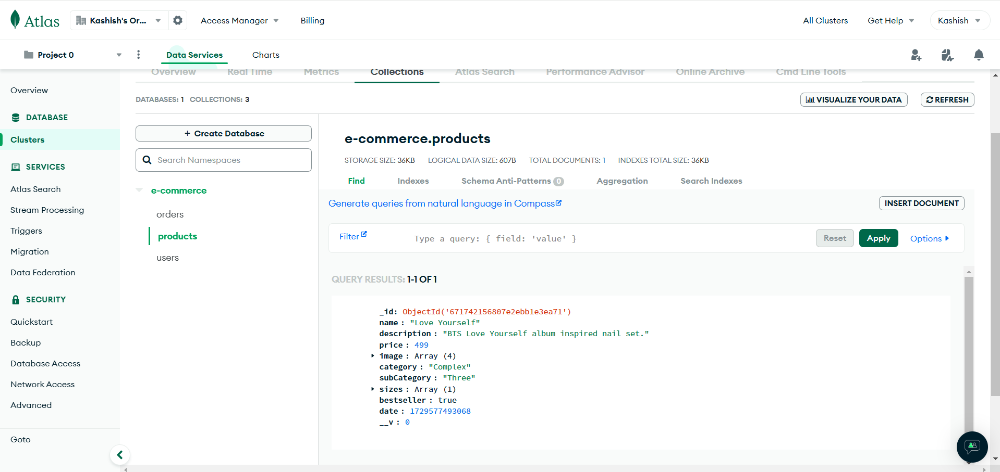 Atlas
Kashish's Or...
Access Manager
Billing
All Clusters
Get Help
Kashish
Project 0
Data Services
Charts
Overview
Real Time
Metrics
Collections
Atlas Search
Performance Advisor
Online Archive
Cmd Line Tools
DATABASES: 1 COLLECTIONS: 3
VISUALIZE YOUR DATA
REFRESH
Overview
DATABASE
Clusters
SERVICES
Atlas Search
Stream Processing
Triggers
Migration
Data Federation
SECURITY
Quickstart
Backup
Database Access
Network Access
Advanced
Goto
+ Create Database
Search Namespaces
e-commerce
orders
products
users
e-commerce.products
STORAGE SIZE: 36KB LOGICAL DATA SIZE: 607B TOTAL DOCUMENTS: 1 INDEXES TOTAL SIZE: 36KB
Find
Indexes
Schema Anti-Patterns 0
Aggregation
Search Indexes
Generate queries from natural language in Compass
INSERT DOCUMENT
Filter
Type a query: { field: 'value' }
Reset
Apply
Options
QUERY RESULTS: 1-1 OF 1
_id: ObjectId('671742156807e2ebb1e3ea71')
name : "Love Yourself"
description : "BTS Love Yourself album inspired nail set."
price : 499
image : Array (4)
category : "Complex"
subCategory : "Three"
sizes : Array (1)
bestseller : true
date : 1729577493068
__v : 0